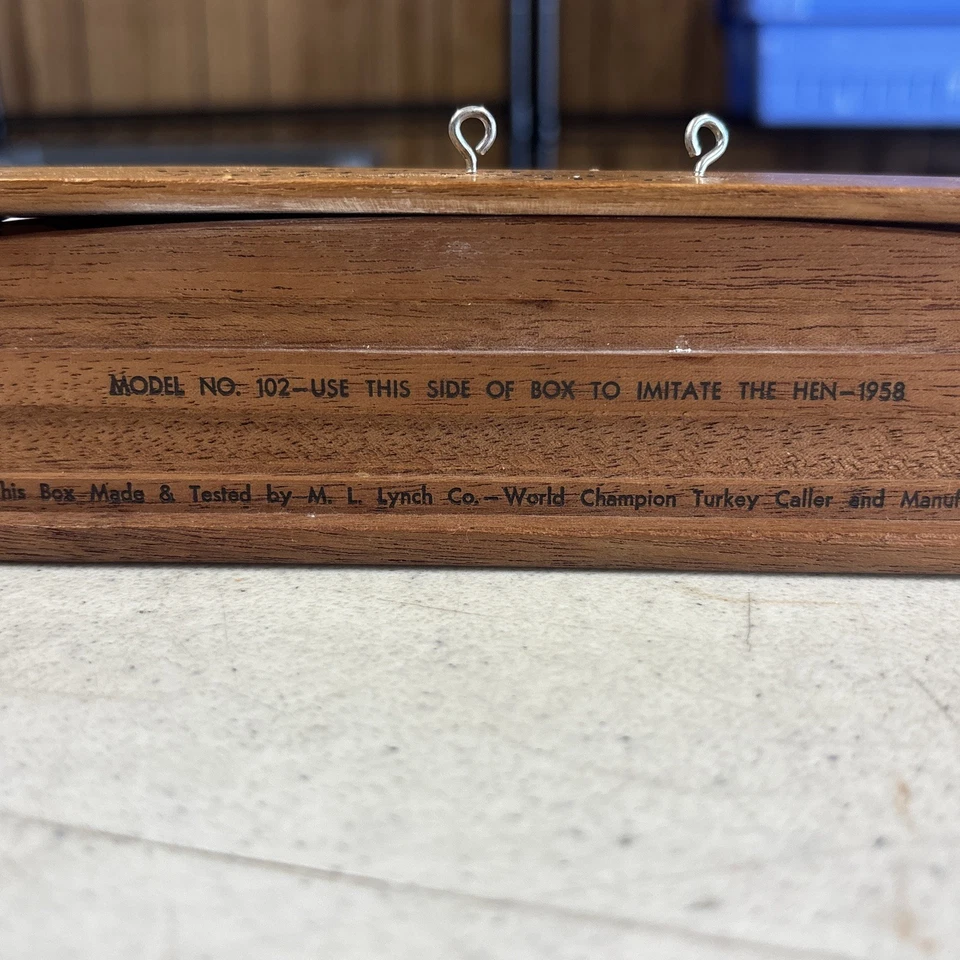 MODEL NO. 102—USE THIS SIDE OF BOX TO IMITATE THE HEN—1958
his Box Made & Tested by M. L. Lynch Co.—World Champion Turkey Caller and Manuf